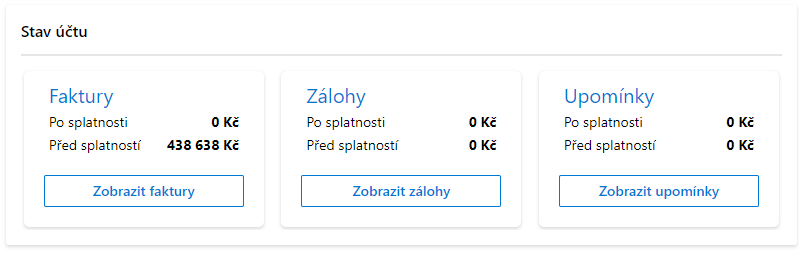 Stav účtu
Faktury
Po splatnosti 0 Kč
Před splatností 438 638 Kč
Zobrazit faktury
Zálohy
Po splatnosti 0 Kč
Před splatností 0 Kč
Zobrazit zálohy
Upomínky
Po splatnosti 0 Kč
Před splatností 0 Kč
Zobrazit upomínky